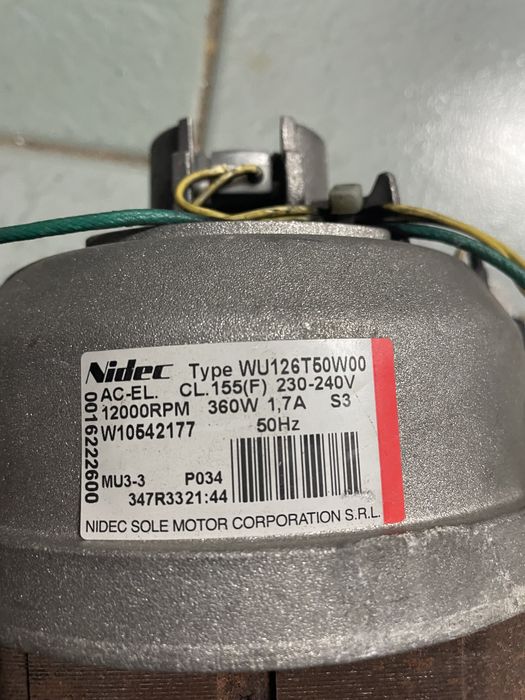 Nidec Type WU126T50W00
AC-EL. CL.155(F) 230-240V
12000RPM 360W 1,7A S3
W10542177 50Hz
0016222600
MU3-3 P034
347R3321:44
NIDEC SOLE MOTOR CORPORATION S.R.L.